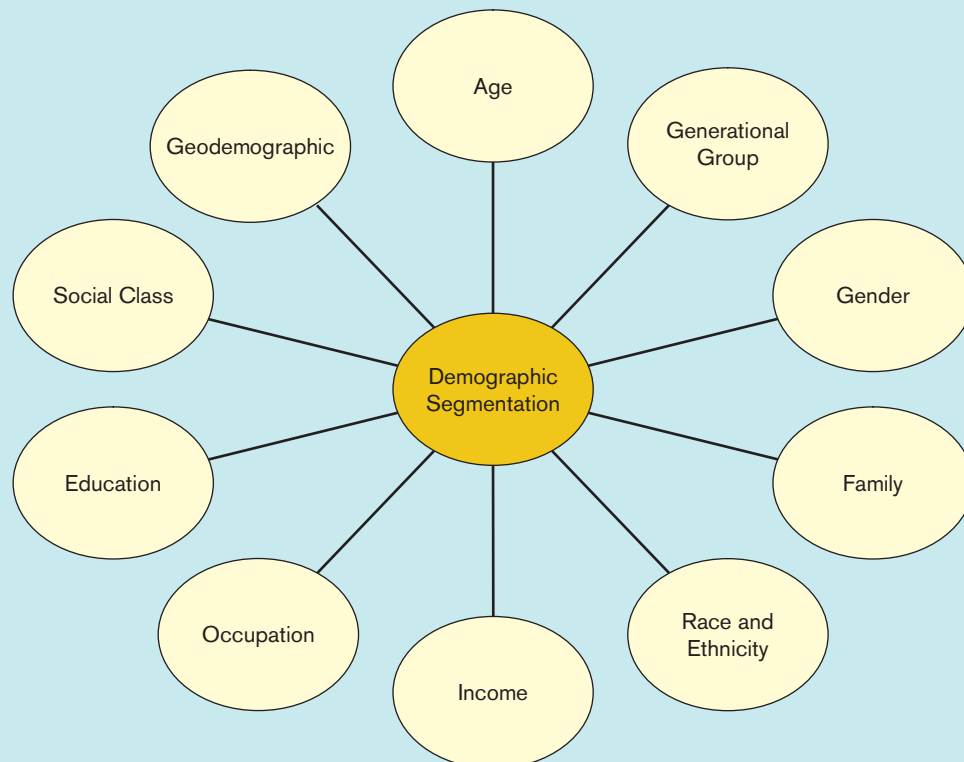 Age
Generational
Group
Gender
Family
Race and
Ethnicity
Income
Occupation
Education
Social Class
Geodemographic
Demographic
Segmentation